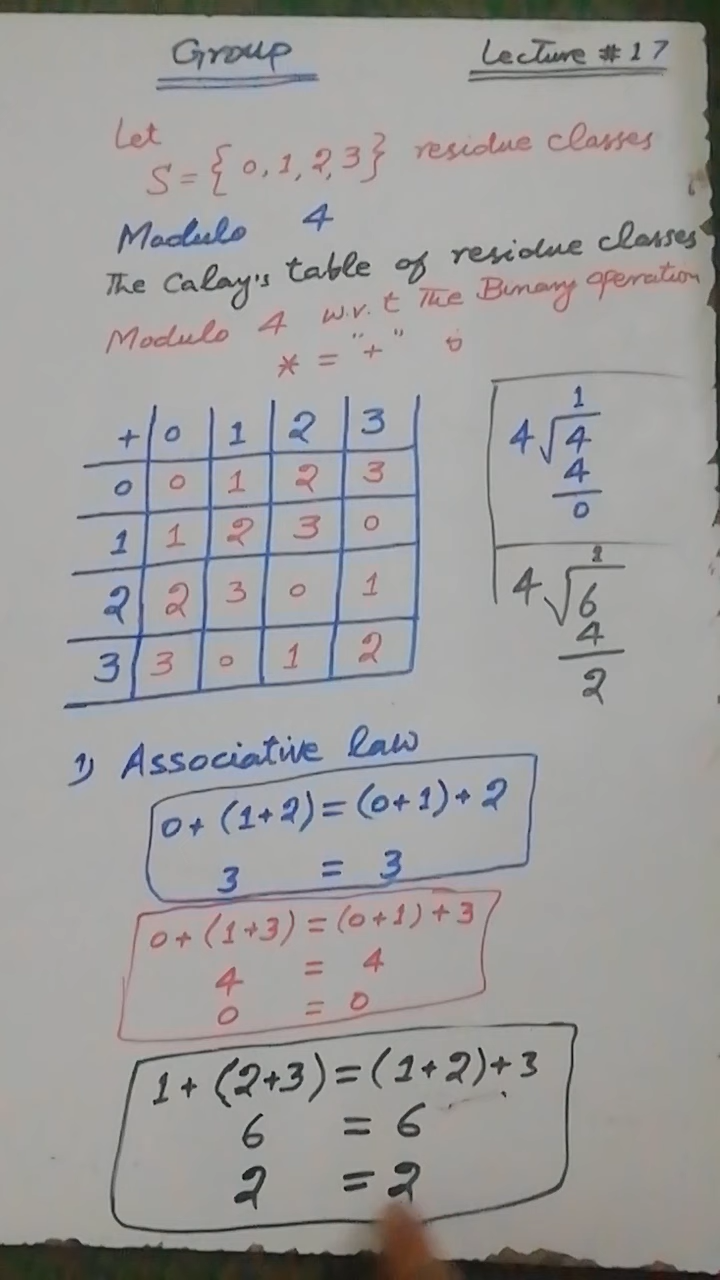 Group Lecture # 17
Let
S = { 0, 1, 2, 3 } residue classes
Madulo 4
The Calay's table of residue classes
Modulo 4 w.r.t The Binary operation
* = "+"
+ 0 1 2 3
0 0 1 2 3
1 1 2 3 0
2 2 3 0 1
3 3 0 1 2
1
4√4
4
0
1
4√6
4
2
1) Associative law
0 + (1+2) = (0+1) + 2
3 = 3
0 + (1+3) = (0+1) + 3
4 = 4
0 = 0
1 + (2+3) = (1+2) + 3
6 = 6
2 = 2